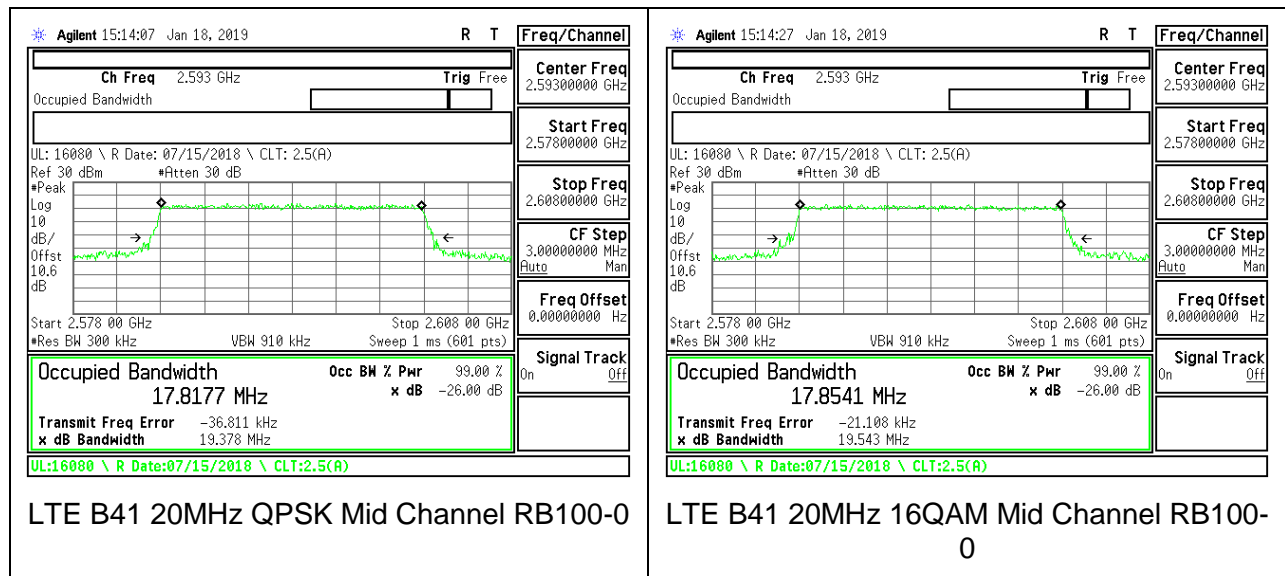 Agilent 15:14:07 Jan 18, 2019 R T Freq/Channel
Ch Freq 2.593 GHz Trig Free
Occupied Bandwidth
Center Freq
2.59300000 GHz
Start Freq
2.57800000 GHz
UL: 16080 \ R Date: 07/15/2018 \ CLT: 2.5(A)
Ref 30 dBm #Atten 30 dB
#Peak
Log
10
dB/
Offst
10.6
dB
Stop Freq
2.60800000 GHz
CF Step
3.00000000 MHz
Auto Man
Freq Offset
0.00000000 Hz
Start 2.578 00 GHz Stop 2.608 00 GHz
#Res BW 300 kHz VBW 910 kHz Sweep 1 ms (601 pts)
Signal Track
On Off
Occupied Bandwidth Occ BW % Pwr 99.00 %
17.8177 MHz x dB -26.00 dB
Transmit Freq Error -36.811 kHz
x dB Bandwidth 19.378 MHz
UL:16080 \ R Date:07/15/2018 \ CLT:2.5(A)
LTE B41 20MHz QPSK Mid Channel RB100-0
Agilent 15:14:27 Jan 18, 2019 R T Freq/Channel
Ch Freq 2.593 GHz Trig Free
Occupied Bandwidth
Center Freq
2.59300000 GHz
Start Freq
2.57800000 GHz
UL: 16080 \ R Date: 07/15/2018 \ CLT: 2.5(A)
Ref 30 dBm #Atten 30 dB
#Peak
Log
10
dB/
Offst
10.6
dB
Stop Freq
2.60800000 GHz
CF Step
3.00000000 MHz
Auto Man
Freq Offset
0.00000000 Hz
Start 2.578 00 GHz Stop 2.608 00 GHz
#Res BW 300 kHz VBW 910 kHz Sweep 1 ms (601 pts)
Signal Track
On Off
Occupied Bandwidth Occ BW % Pwr 99.00 %
17.8541 MHz x dB -26.00 dB
Transmit Freq Error -21.108 kHz
x dB Bandwidth 19.543 MHz
UL:16080 \ R Date:07/15/2018 \ CLT:2.5(A)
LTE B41 20MHz 16QAM Mid Channel RB100-
0